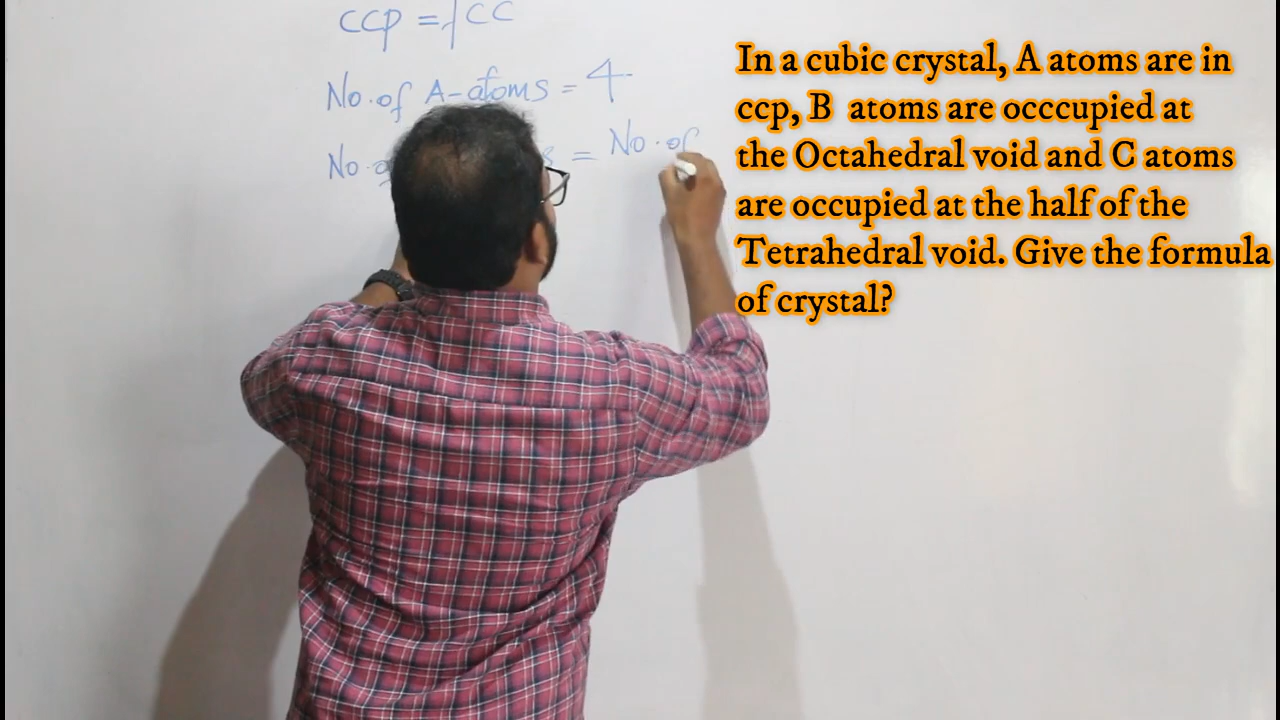 CCP = fCC
No. of A-atoms = 4
No. s = No. of
In a cubic crystal, A atoms are in
ccp, B atoms are occcupied at
the Octahedral void and C atoms
are occupied at the half of the
Tetrahedral void. Give the formula
of crystal?